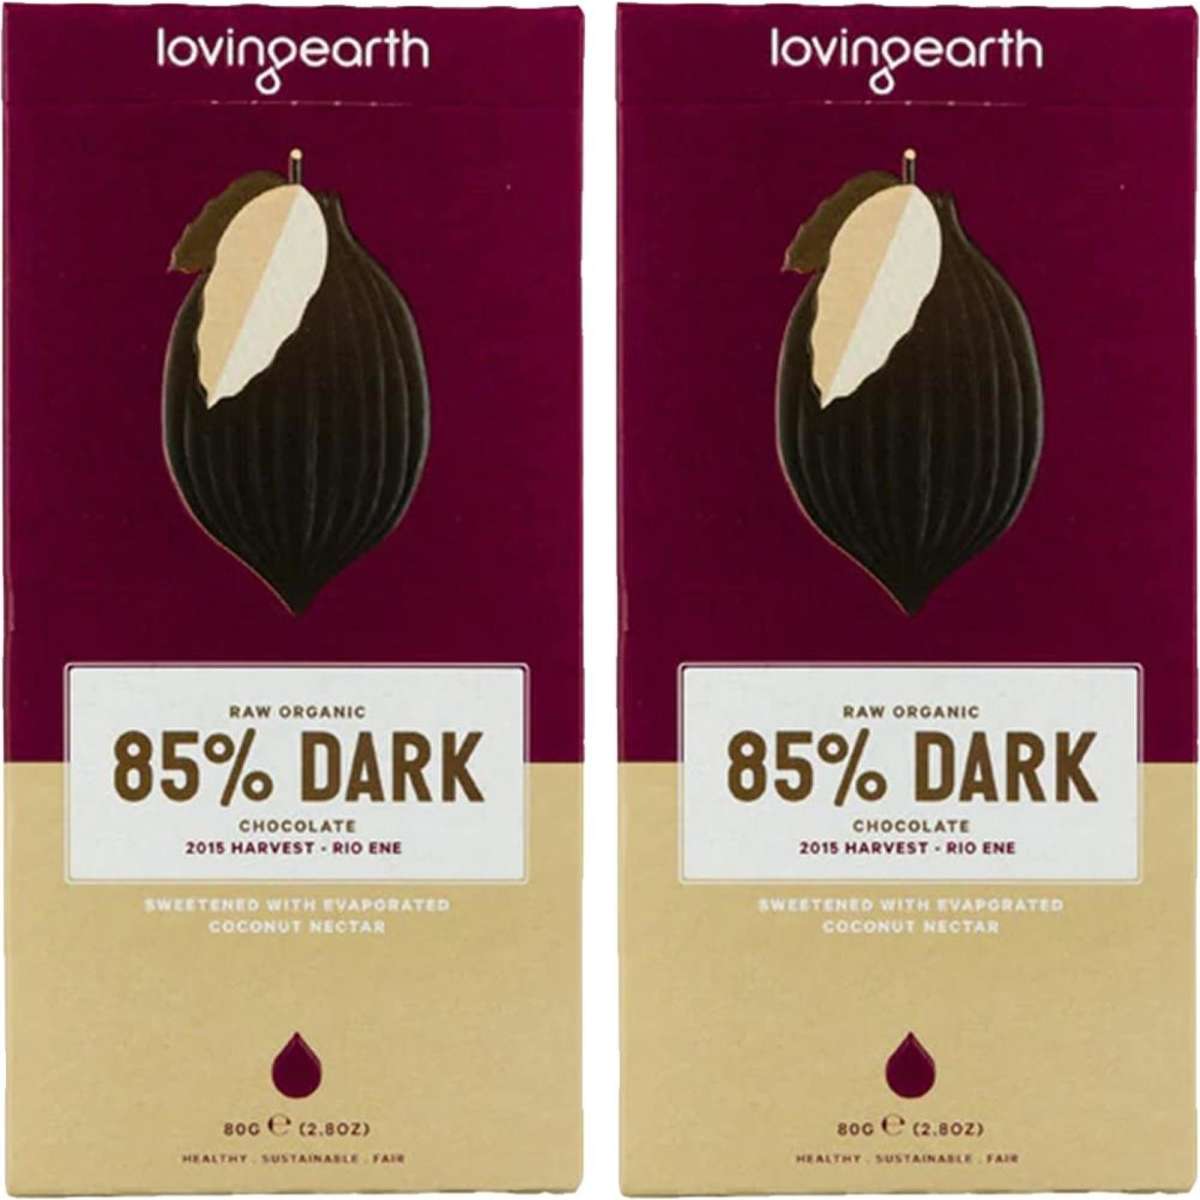 lovingearth
RAW ORGANIC
85% DARK
CHOCOLATE
2015 HARVEST - RIO ENE
SWEETENED WITH EVAPORATED
COCONUT NECTAR
80G ℮ (2,8OZ)
HEALTHY . SUSTAINABLE . FAIR
lovingearth
RAW ORGANIC
85% DARK
CHOCOLATE
2015 HARVEST - RIO ENE
SWEETENED WITH EVAPORATED
COCONUT NECTAR
80G ℮ (2,8OZ)
HEALTHY . SUSTAINABLE . FAIR